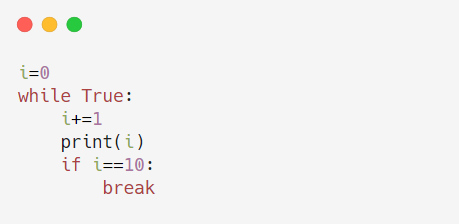 i=0
while True:
    i+=1
    print(i)
    if i==10:
        break